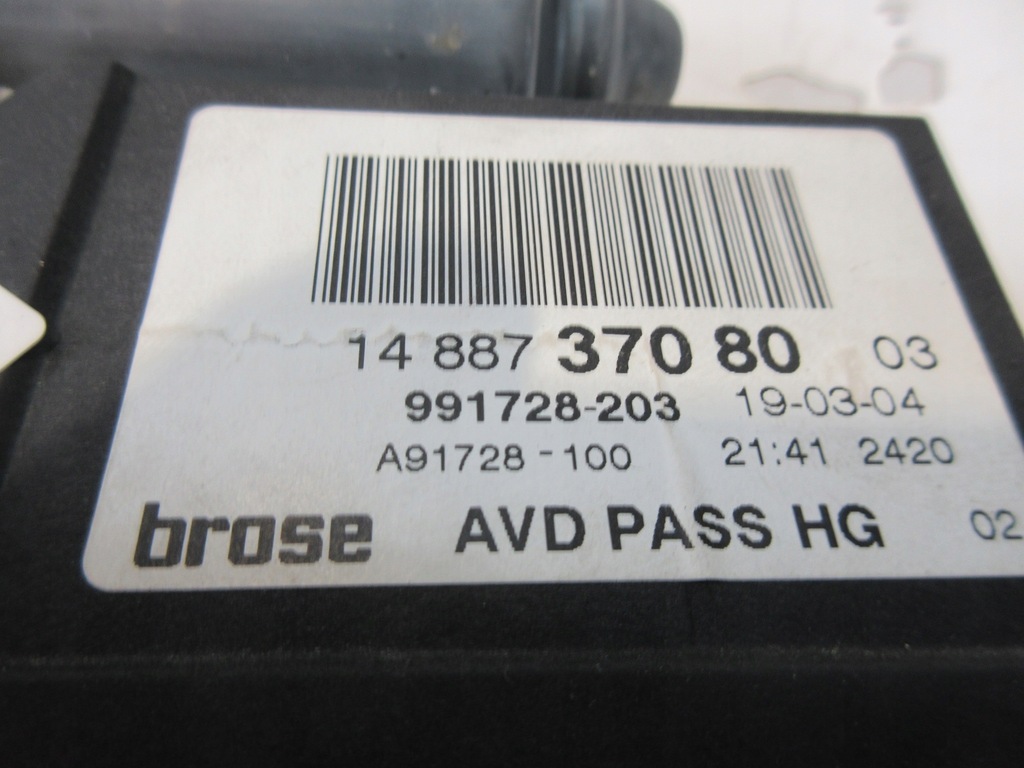 14 887 370 80 03
991728-203 19-03-04
A91728-100 21:41 2420
brose AVD PASS HG 02